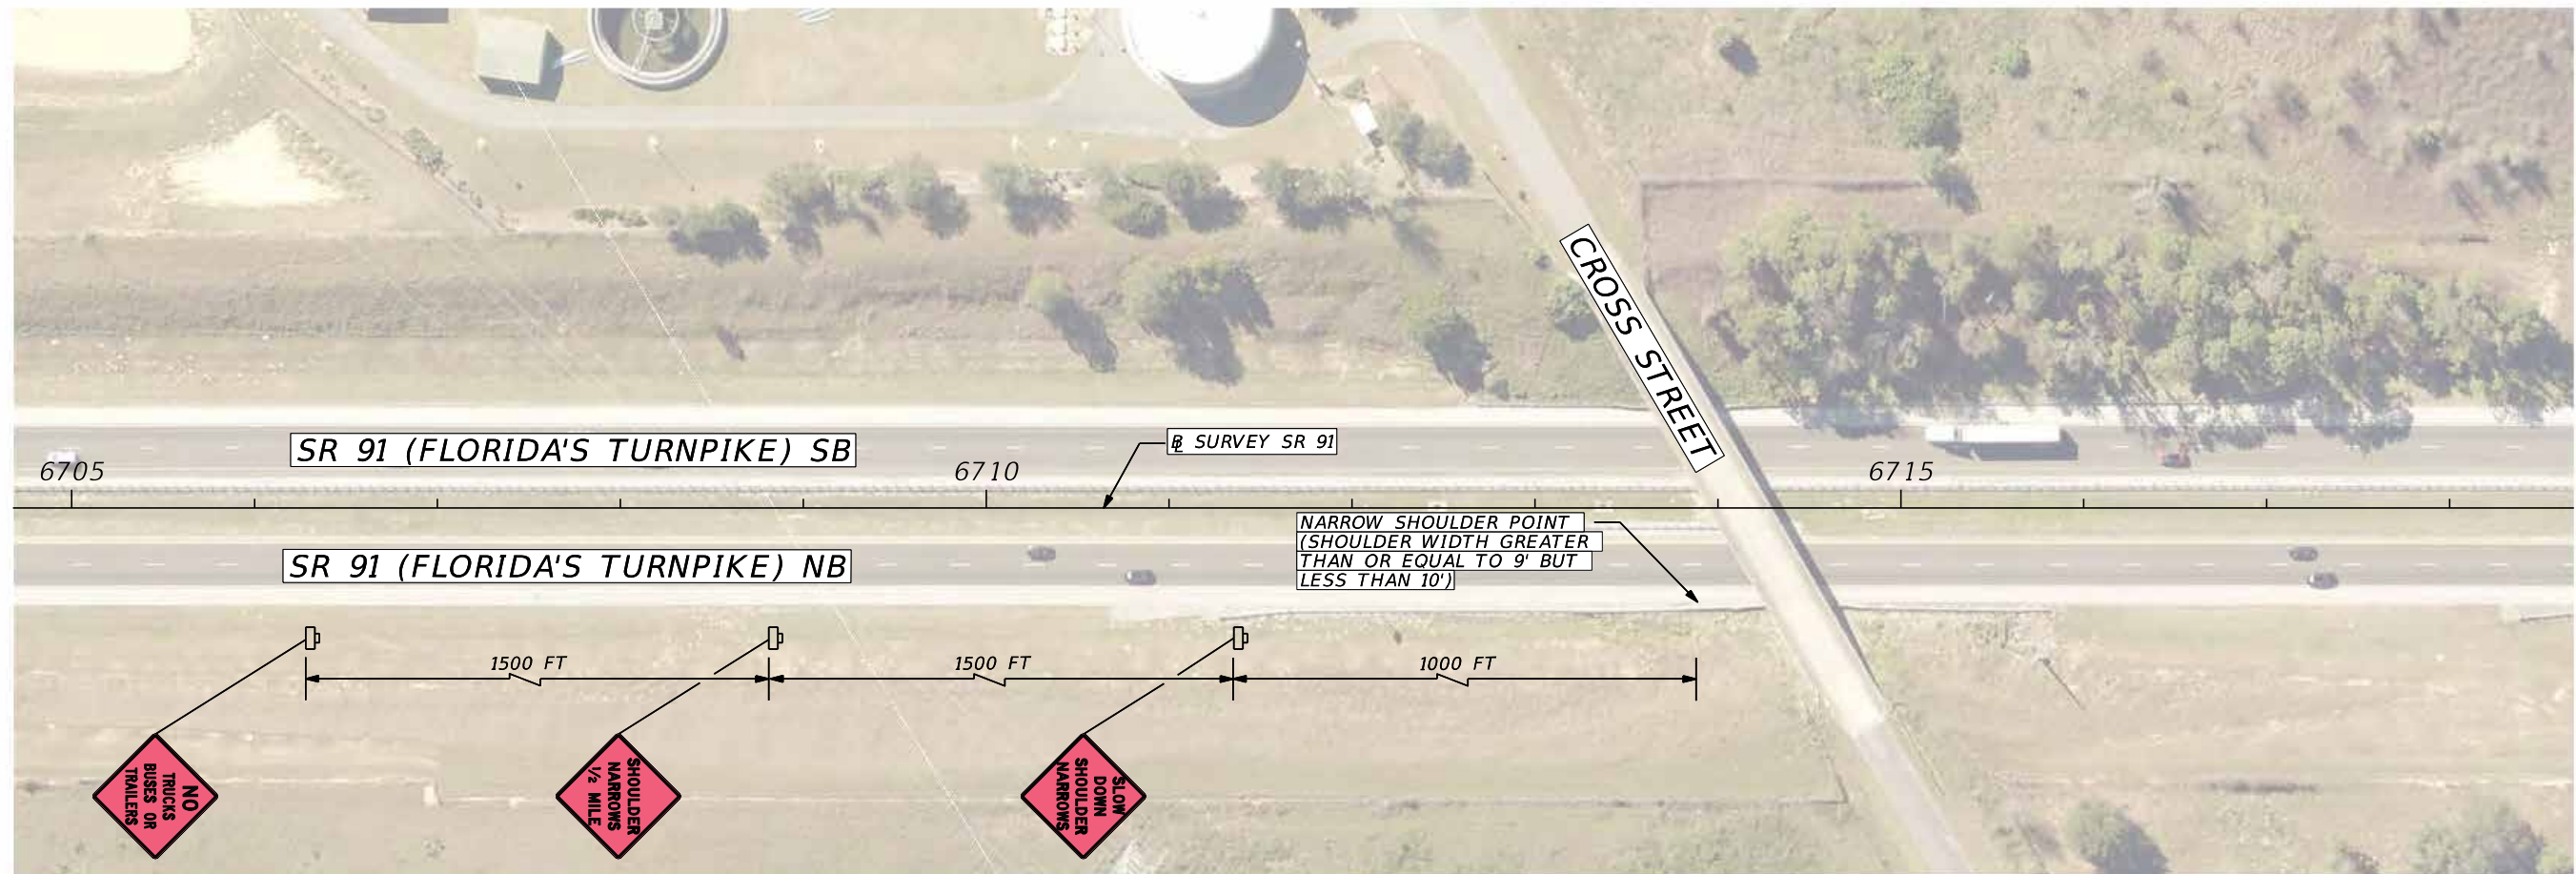 CROSS STREET
SR 91 (FLORIDA'S TURNPIKE) SB
℄ SURVEY SR 91
6705
6710
6715
NARROW SHOULDER POINT
(SHOULDER WIDTH GREATER
THAN OR EQUAL TO 9' BUT
LESS THAN 10')
SR 91 (FLORIDA'S TURNPIKE) NB
1500 FT
1500 FT
1000 FT
NO
TRUCKS
BUSES OR
TRAILERS
SHOULDER
NARROWS
1/2 MILE
SLOW
DOWN
SHOULDER
NARROWS